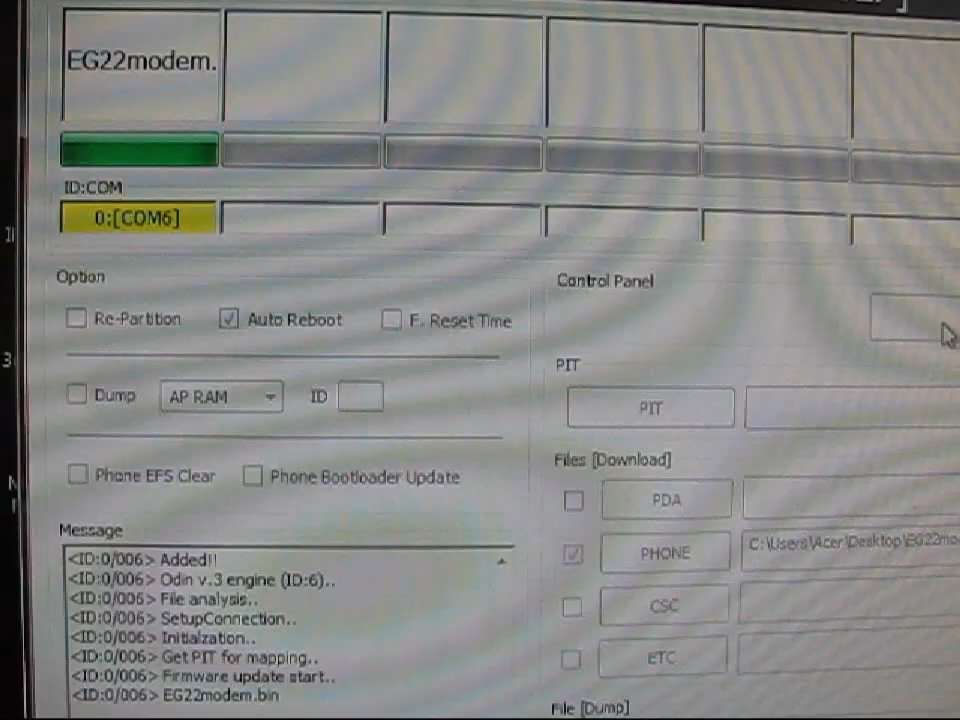 EG22modem.
ID:COM
0:[COM6]
Option
Control Panel
Re-Partition Auto Reboot F. Reset Time
PIT
Dump AP RAM ID
PIT
Files [Download]
Phone EFS Clear Phone Bootloader Update
PDA
Message
PHONE C:\Users\Acer\Desktop\EG22mo
<ID:0/006> Added!!
<ID:0/006> Odin v.3 engine (ID:6)..
<ID:0/006> File analysis..
CSC
<ID:0/006> SetupConnection..
<ID:0/006> Initialzation..
<ID:0/006> Get PIT for mapping..
ETC
<ID:0/006> Firmware update start..
<ID:0/006> EG22modem.bin
File [Dump]